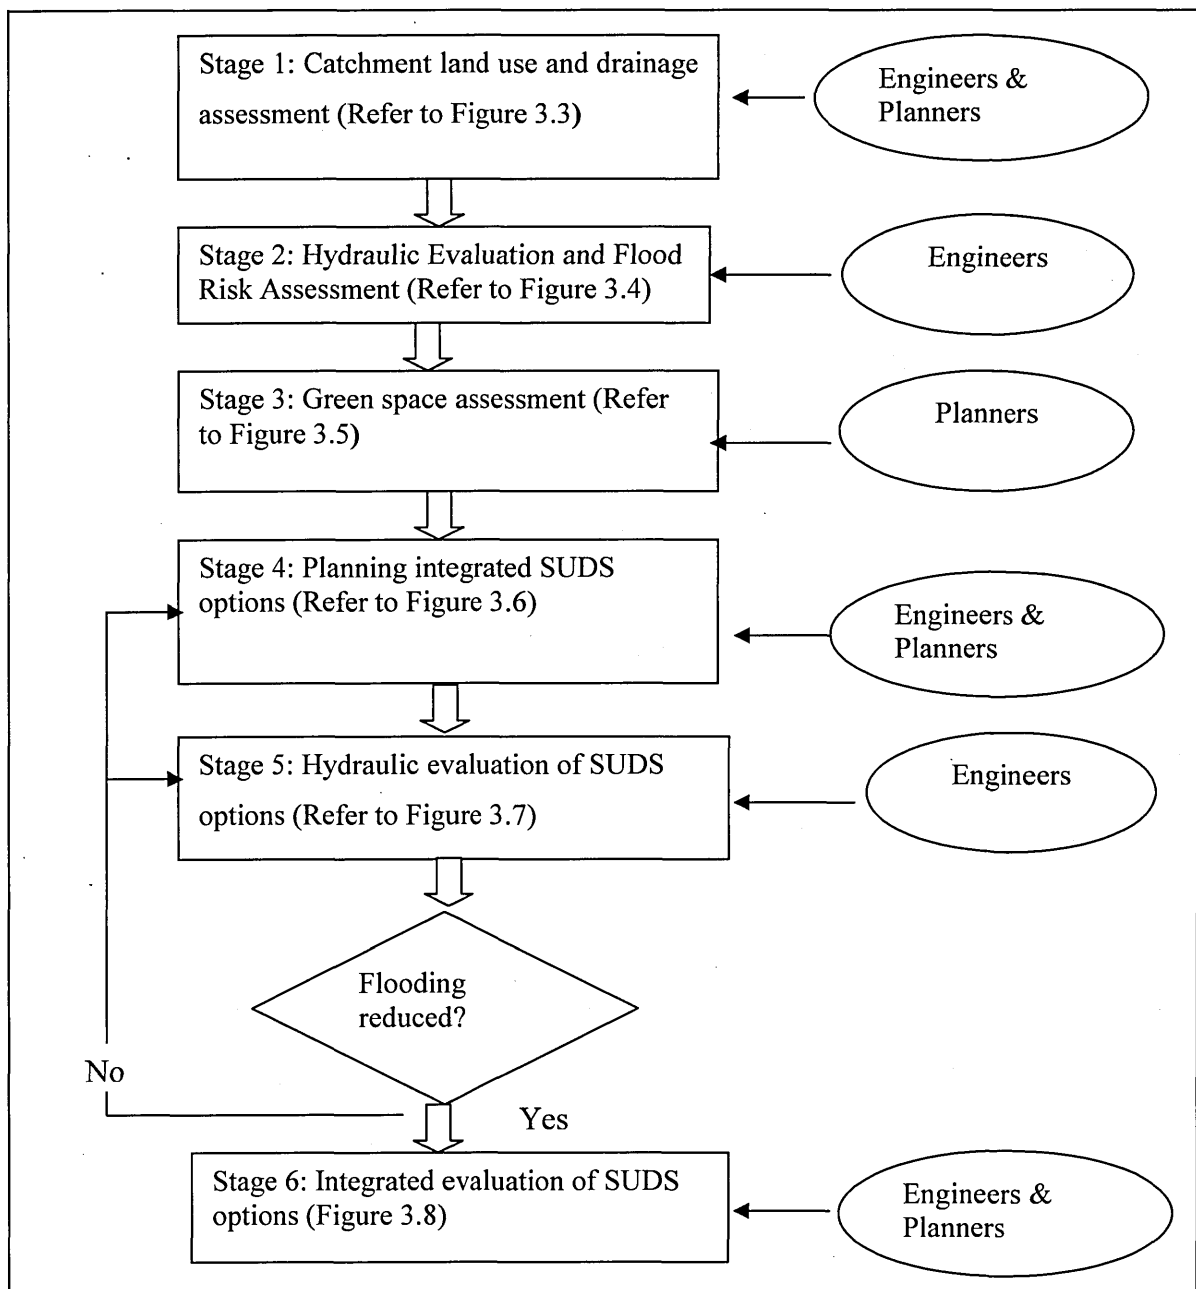 Stage 1: Catchment land use and drainage
assessment (Refer to Figure 3.3)
Engineers &
Planners
Stage 2: Hydraulic Evaluation and Flood
Risk Assessment (Refer to Figure 3.4)
Engineers
Stage 3: Green space assessment (Refer
to Figure 3.5)
Planners
Stage 4: Planning integrated SUDS
options (Refer to Figure 3.6)
Engineers &
Planners
Stage 5: Hydraulic evaluation of SUDS
options (Refer to Figure 3.7)
Engineers
Flooding
reduced?
No
Yes
Stage 6: Integrated evaluation of SUDS
options (Figure 3.8)
Engineers &
Planners